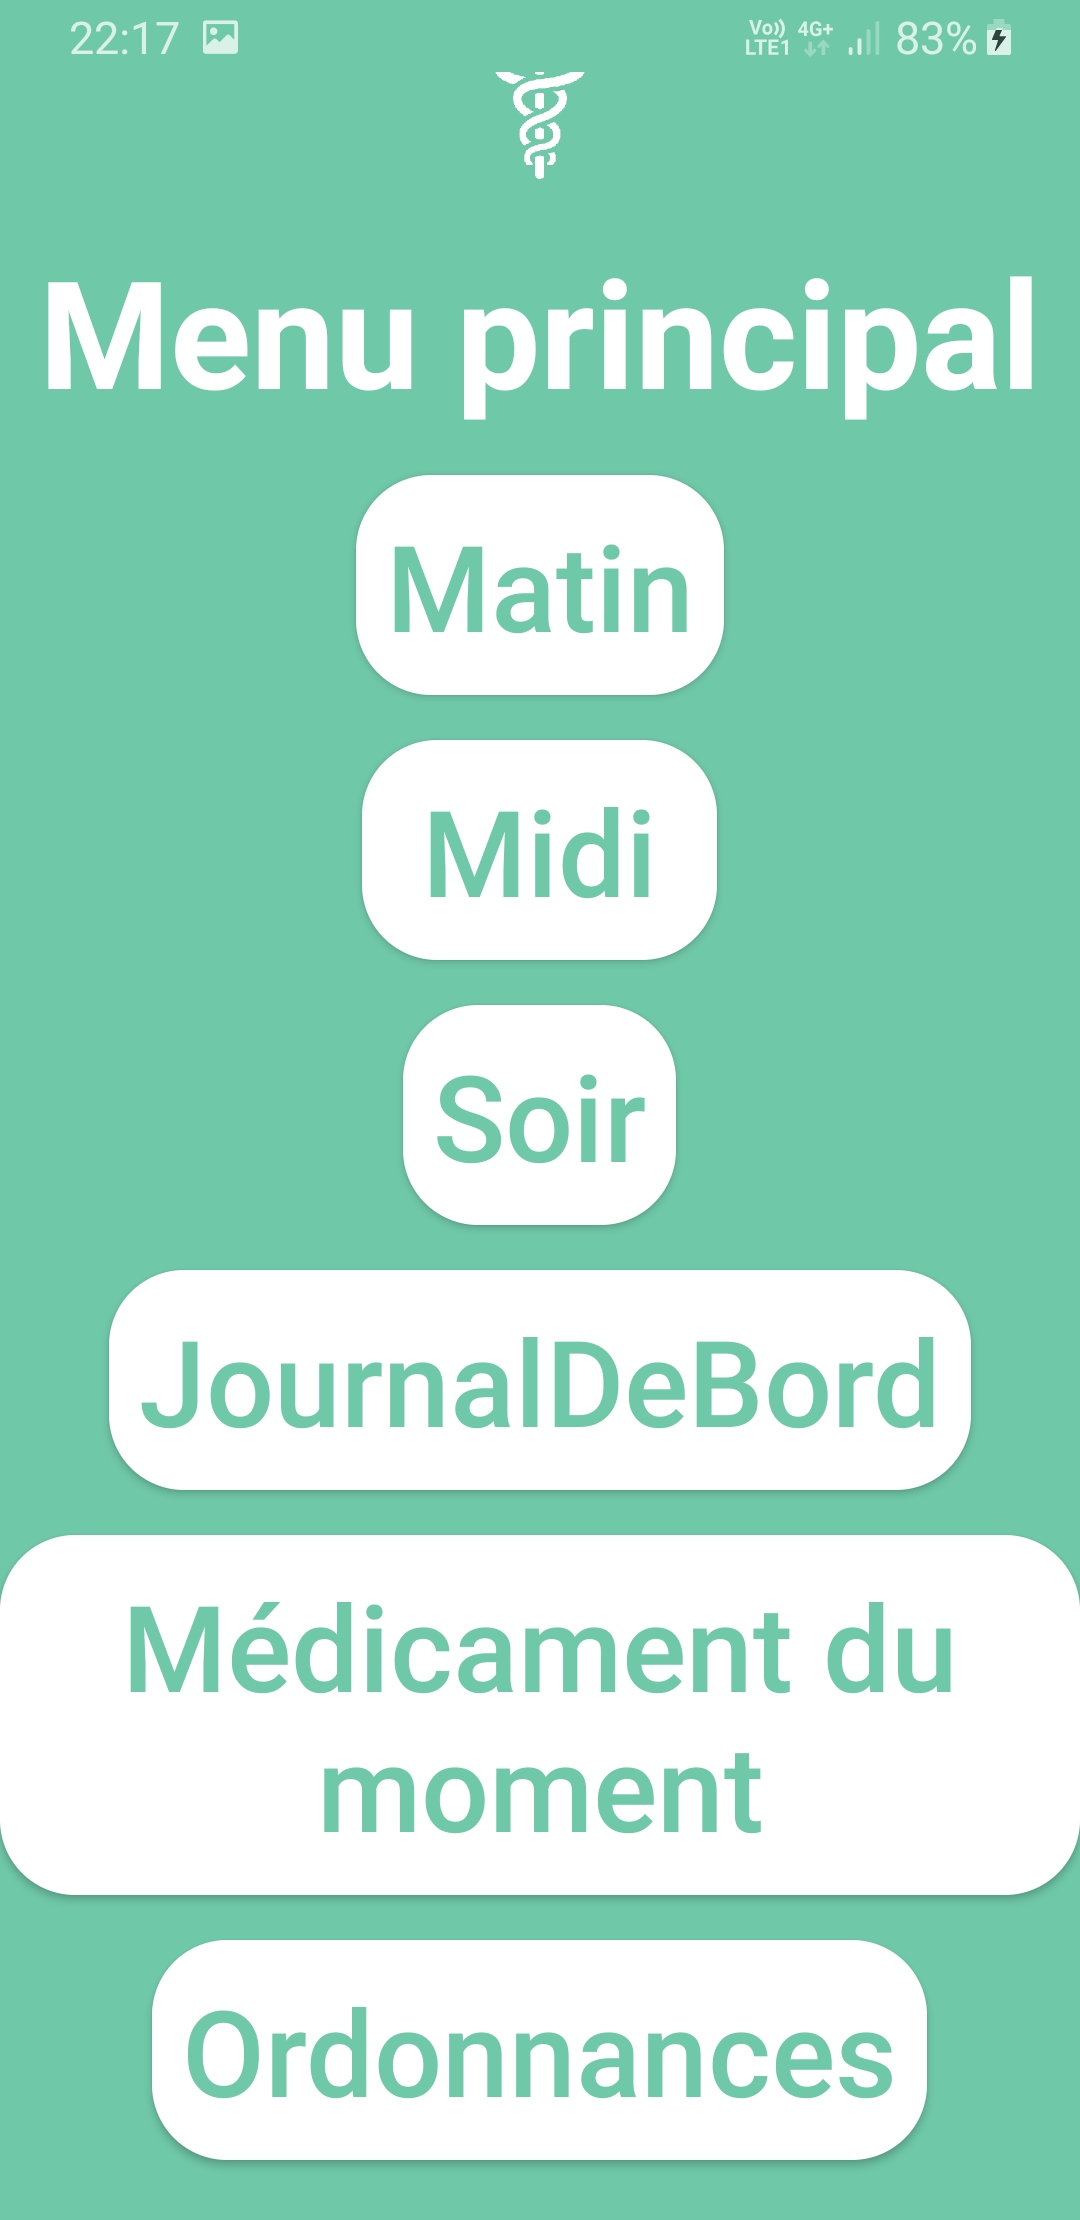 22:17
Vo)) 4G+ 83%
LTE1
Menu principal
Matin
Midi
Soir
JournalDeBord
Médicament du
moment
Ordonnances